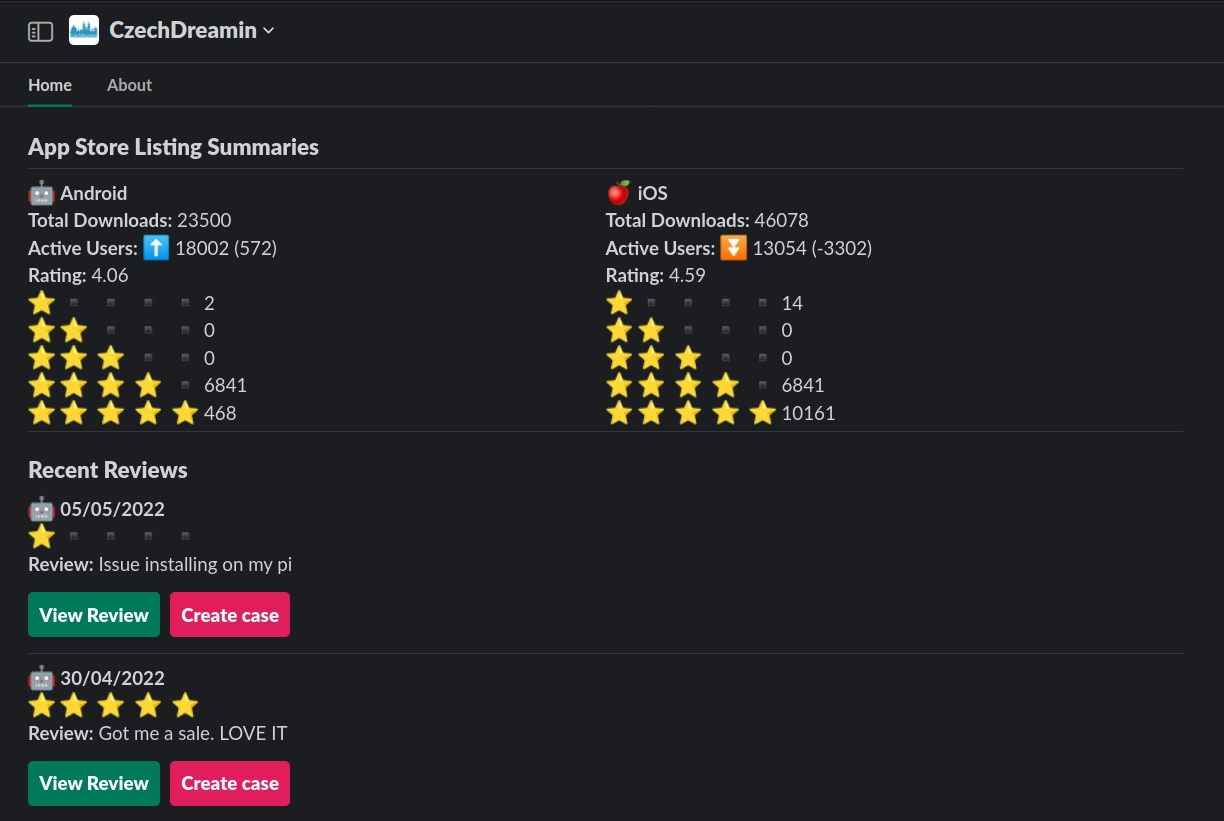 CzechDreamin
Home About
App Store Listing Summaries
Android
Total Downloads: 23500
Active Users: 18002 (572)
Rating: 4.06
2
0
0
6841
468
iOS
Total Downloads: 46078
Active Users: 13054 (-3302)
Rating: 4.59
14
0
0
6841
10161
Recent Reviews
05/05/2022
Review: Issue installing on my pi
View Review Create case
30/04/2022
Review: Got me a sale. LOVE IT
View Review Create case